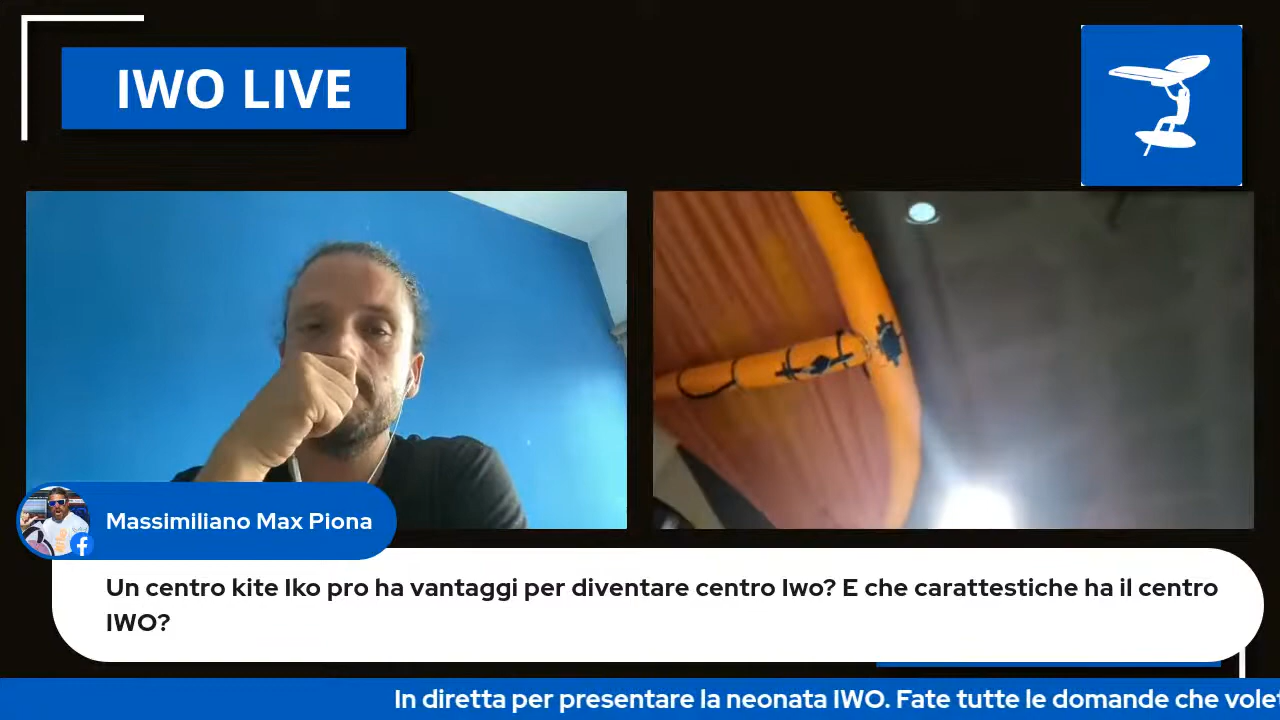 IWO LIVE
Massimiliano Max Piona
Un centro kite Iko pro ha vantaggi per diventare centro Iwo? E che carattestiche ha il centro
IWO?
In diretta per presentare la neonata IWO. Fate tutte le domande che volet